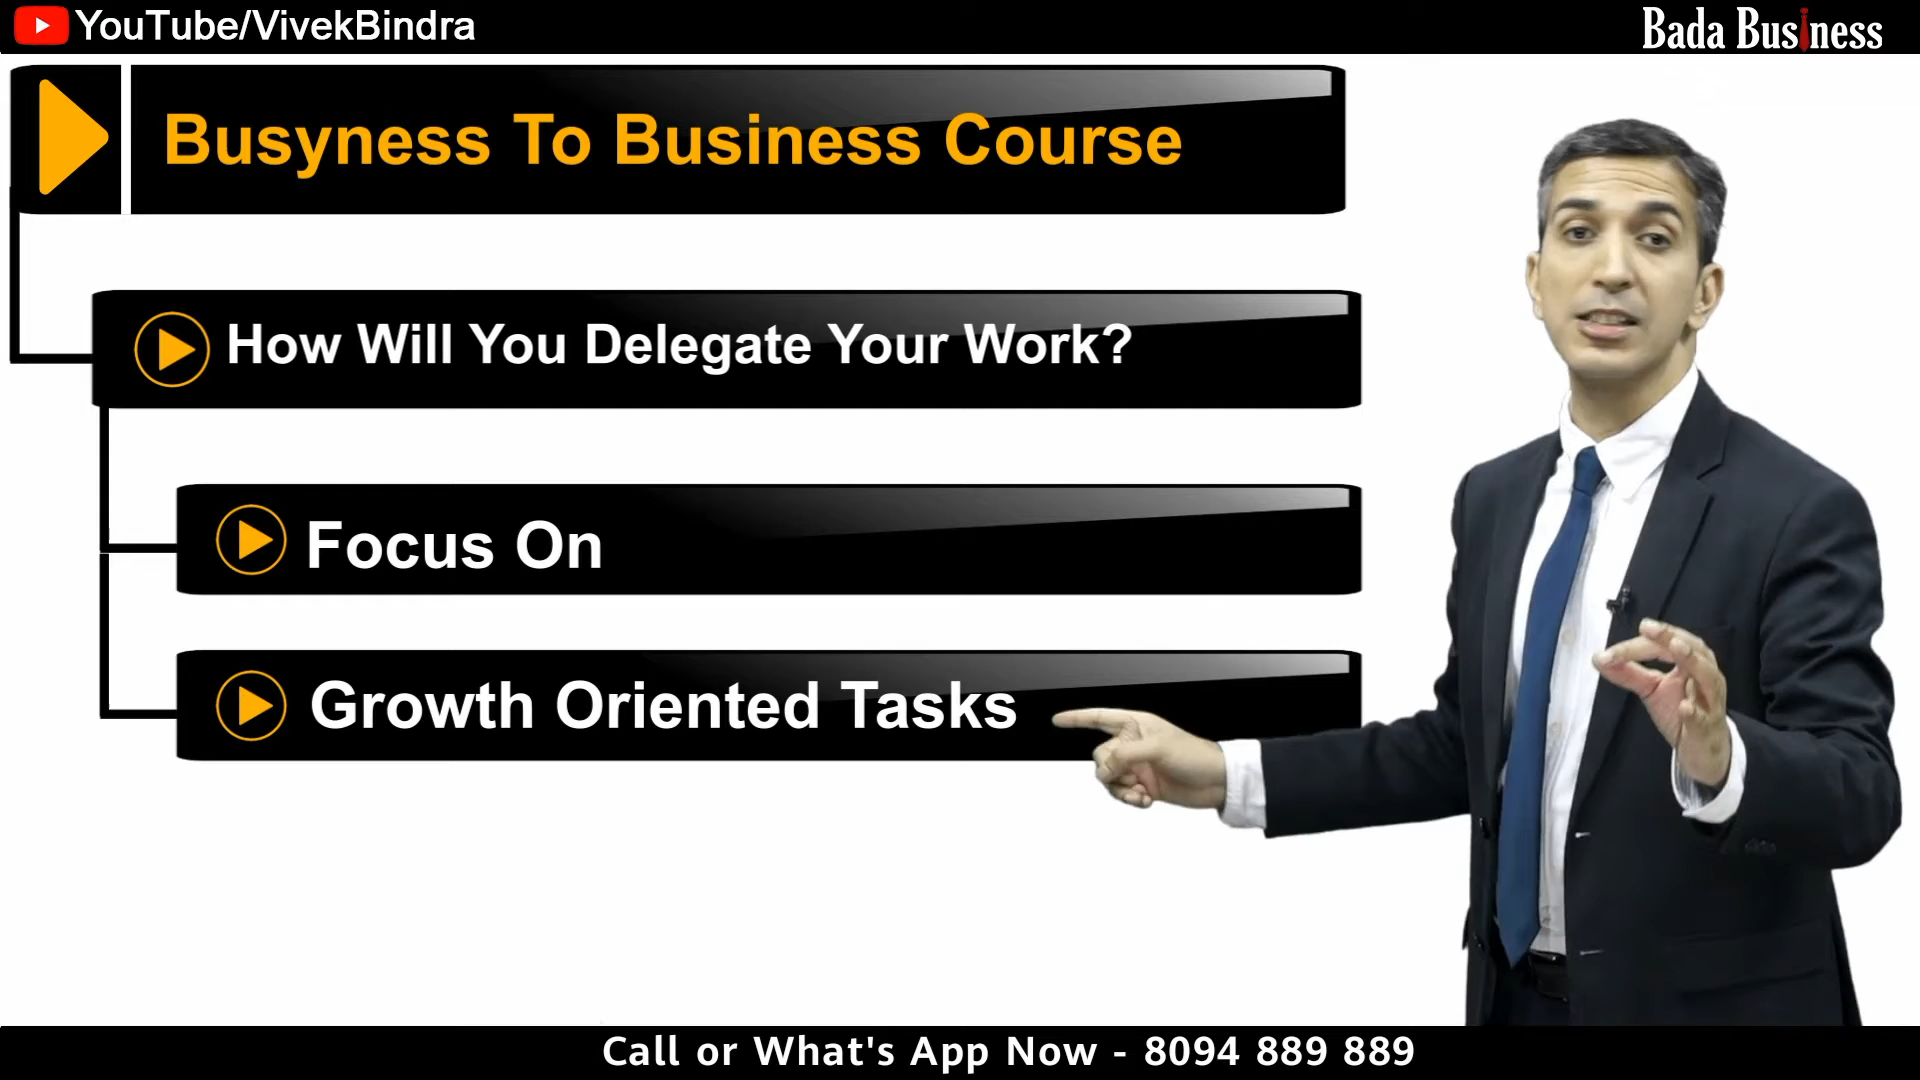 YouTube/VivekBindra
Bada Business
Busyness To Business Course
How Will You Delegate Your Work?
Focus On
Growth Oriented Tasks
Call or What's App Now - 8094 889 889